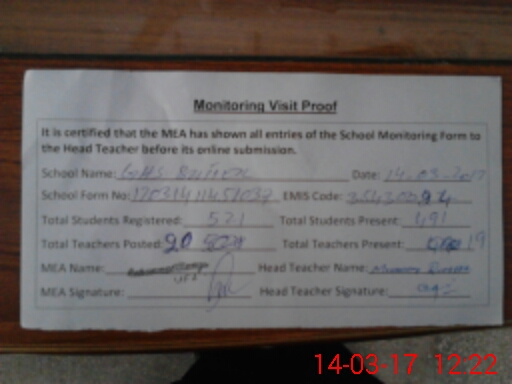 Monitoring Visit Proof
It is certified that the MEA has shown all entries of the School Monitoring Form to
the Head Teacher before its online submission.
School Name: GHS Date: 14-03-2017
School Form No: EMIS Code:
Total Students Registered: 521 Total Students Present: 491
Total Teachers Posted: 20 Total Teachers Present: 19
MEA Name: Head Teacher Name:
MEA Signature: Head Teacher Signature:
14-03-17 12:22